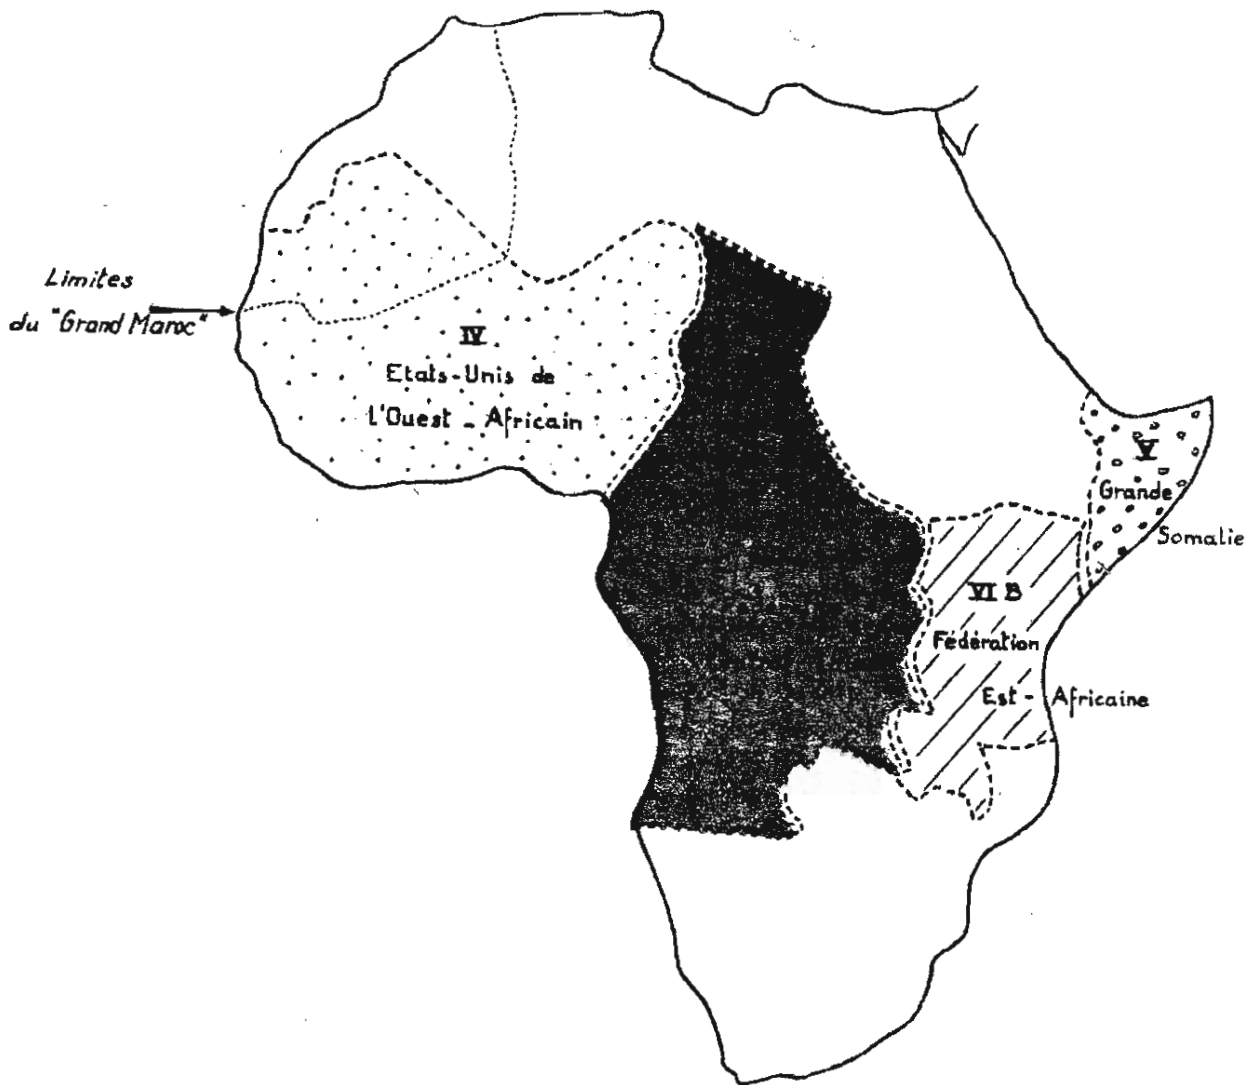 Limites
du "Grand Maroc"
IV
Etats-Unis de
L'Ouest - Africain
V
Grande
Somalie
VI B
Fédération
Est - Africaine